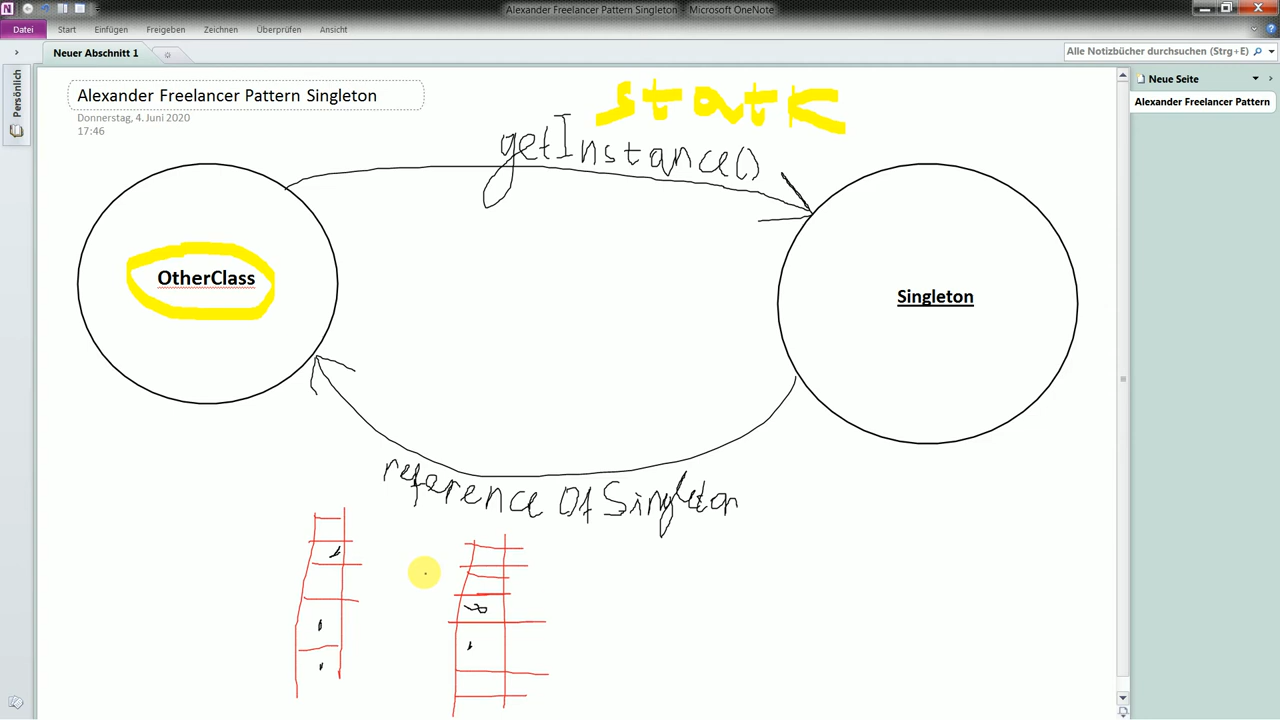 Alexander Freelancer Pattern Singleton – Microsoft OneNote
Datei Start Einfügen Freigeben Zeichnen Überprüfen Ansicht
Neuer Abschnitt 1
Alle Notizbücher durchsuchen (Strg+E)
Persönlich
Neue Seite
Alexander Freelancer Pattern
Alexander Freelancer Pattern Singleton
Donnerstag, 4. Juni 2020
17:46
getInstance()
OtherClass
Singleton
reference Of Singleton